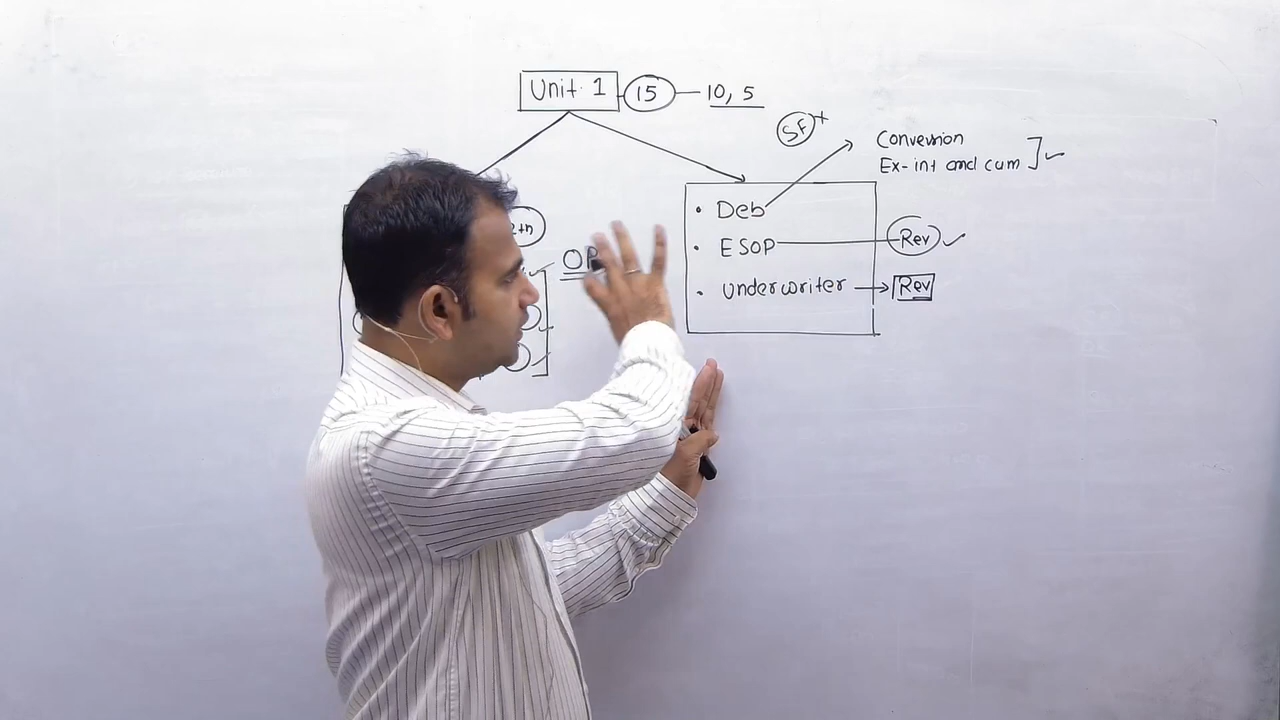 Unit 1 15 — 10, 5
SF+
Conversion
Ex-int and cum
• Deb
• ESOP Rev
OP
• Underwriter Rev